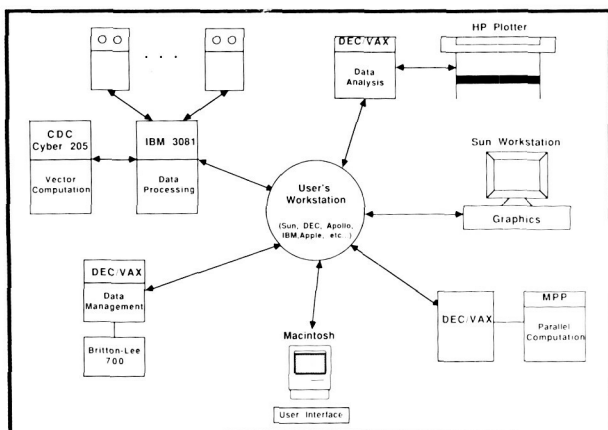 HP Plotter
DEC/VAX
Data
Analysis
CDC
Cyber 205
Vector
Computation
IBM 3081
Data
Processing
Sun Workstation
Graphics
User's
Workstation
(Sun, DEC, Apollo,
IBM,Apple, etc...)
DEC/VAX
Data
Management
Britton-Lee
700
Macintosh
User Interface
DEC/VAX
MPP
Parallel
Computation